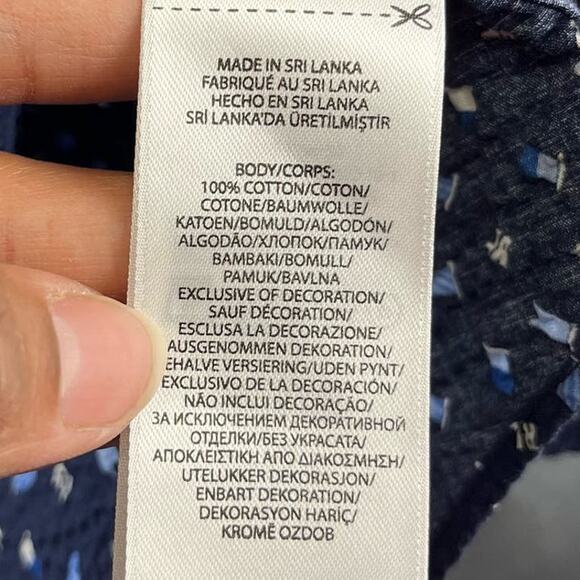 MADE IN SRI LANKA
FABRIQUÉ AU SRI LANKA
HECHO EN SRI LANKA
SRİ LANKA'DA ÜRETİLMİŞTİR
BODY/CORPS:
100% COTTON/COTON/
COTONE/BAUMWOLLE/
KATOEN/BOMULD/ALGODÓN/
ALGODÃO/ХЛОПОК/ПАМУК/
BAMBAKI/BOMULL/
PAMUK/BAVLNA
EXCLUSIVE OF DECORATION/
SAUF DÉCORATION/
ESCLUSA LA DECORAZIONE/
AUSGENOMMEN DEKORATION/
EHALVE VERSIERING/UDEN PYNT/
EXCLUSIVO DE LA DECORACIÓN/
NÃO INCLUI DECORAÇÃO/
ЗА ИСКЛЮЧЕНИЕМ ДЕКОРАТИВНОЙ
ОТДЕЛКИ/БЕЗ УКРАСАТА/
ΑΠΟΚΛΕΙΣΤΙΚΗ ΑΠΟ ΔΙΑΚΟΣΜΗΣΗ/
UTELUKKER DEKORASJON/
ENBART DEKORATION/
DEKORASYON HARİÇ/
KROMĚ OZDOB